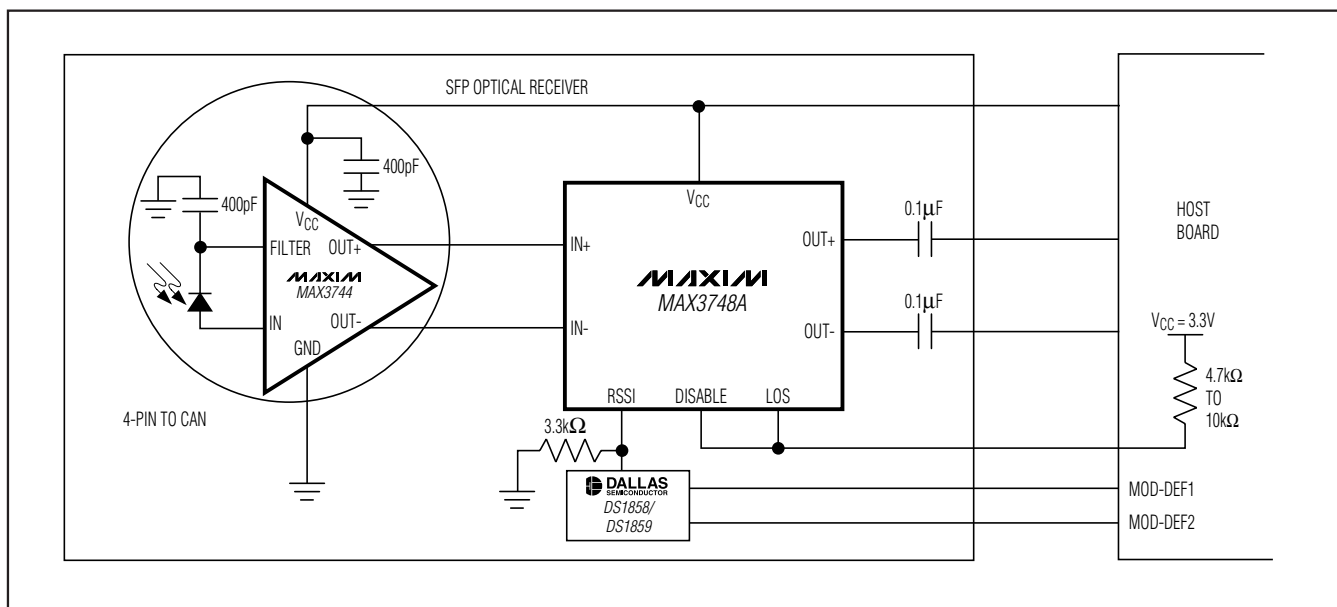 SFP OPTICAL RECEIVER
400pF
400pF
VCC
FILTER
OUT+
MAXIM
MAX3744
IN
OUT-
GND
4-PIN TO CAN
VCC
IN+
OUT+
MAXIM
MAX3748A
IN-
OUT-
RSSI
DISABLE
LOS
0.1μF
0.1μF
HOST
BOARD
VCC = 3.3V
4.7kΩ
TO
10kΩ
3.3kΩ
DALLAS
SEMICONDUCTOR
DS1858/
DS1859
MOD-DEF1
MOD-DEF2